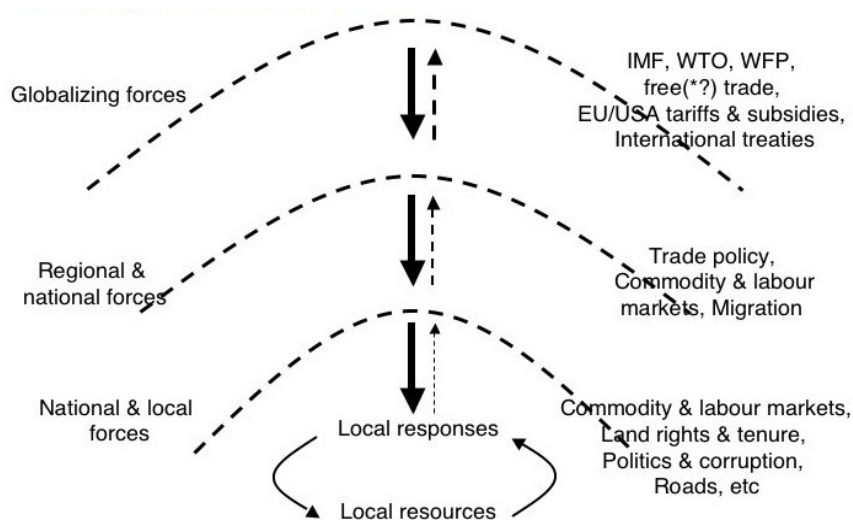 Globalizing forces
IMF, WTO, WFP,
free(*?) trade,
EU/USA tariffs & subsidies,
International treaties
Regional &
national forces
Trade policy,
Commodity & labour
markets, Migration
National & local
forces
Commodity & labour markets,
Land rights & tenure,
Politics & corruption,
Roads, etc
Local responses
Local resources